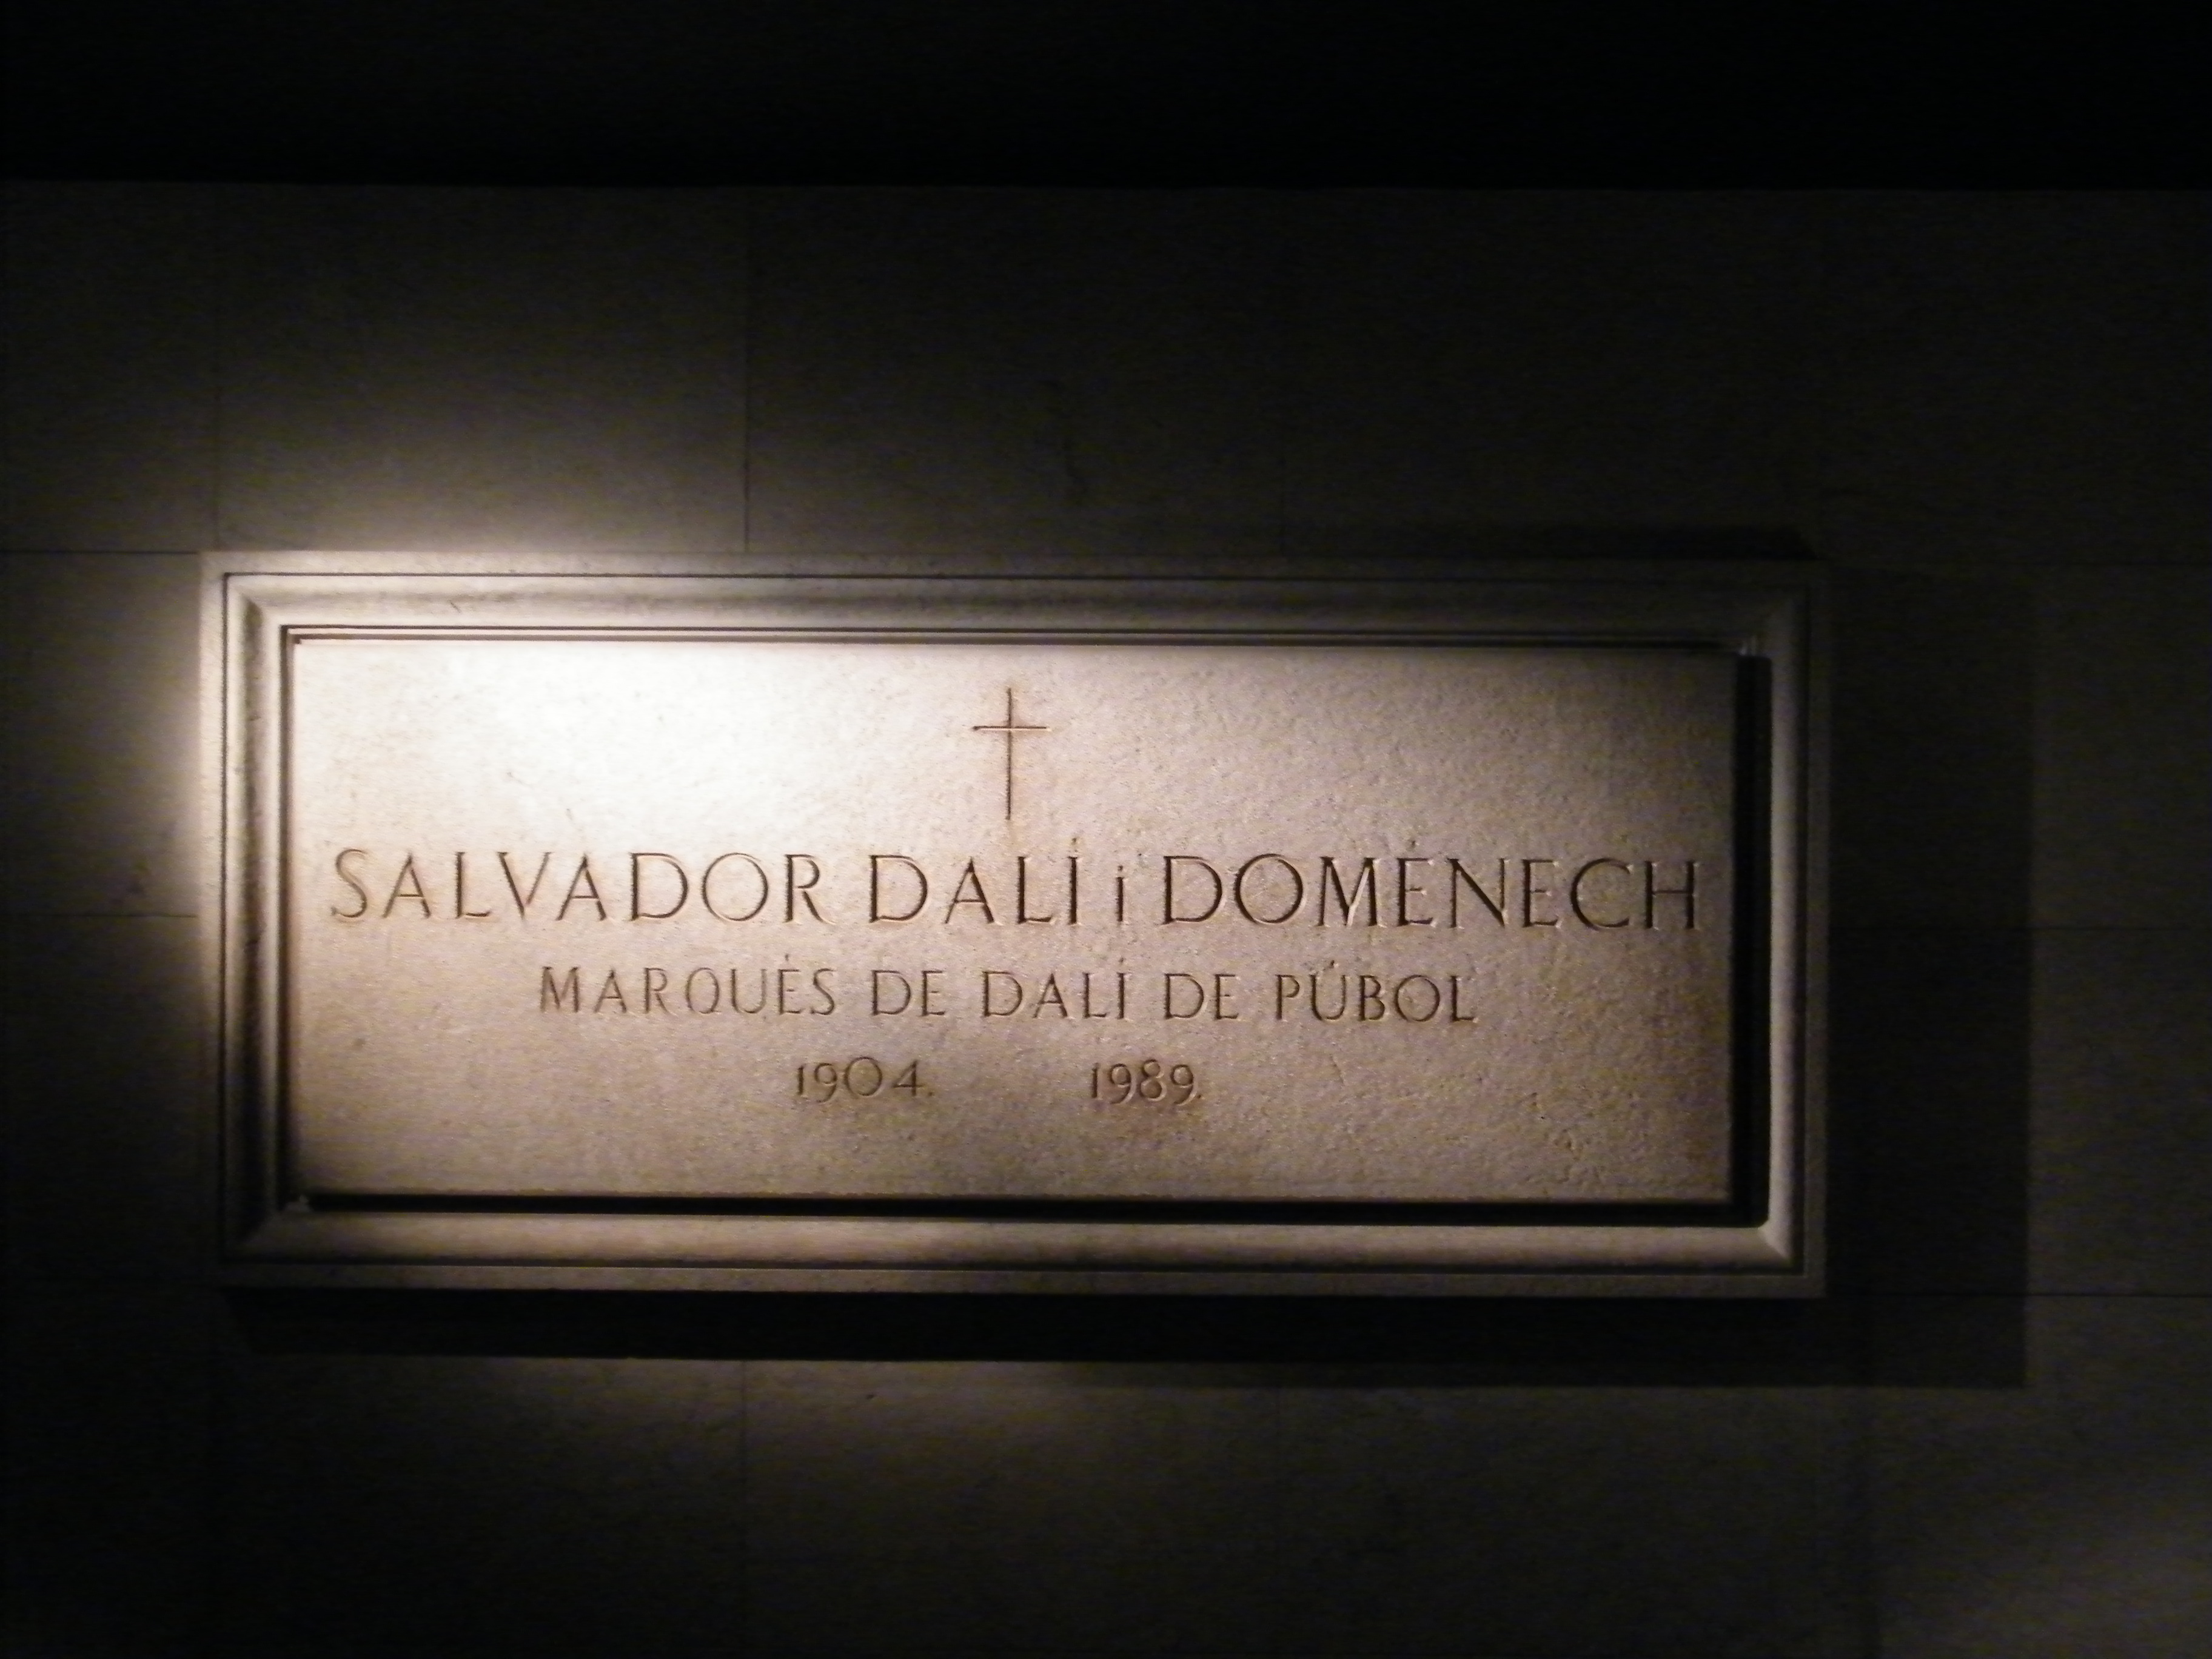 SALVADOR DALÍ i DOMÈNECH
MARQUÈS DE DALÍ DE PÚBOL
1904. 1989.